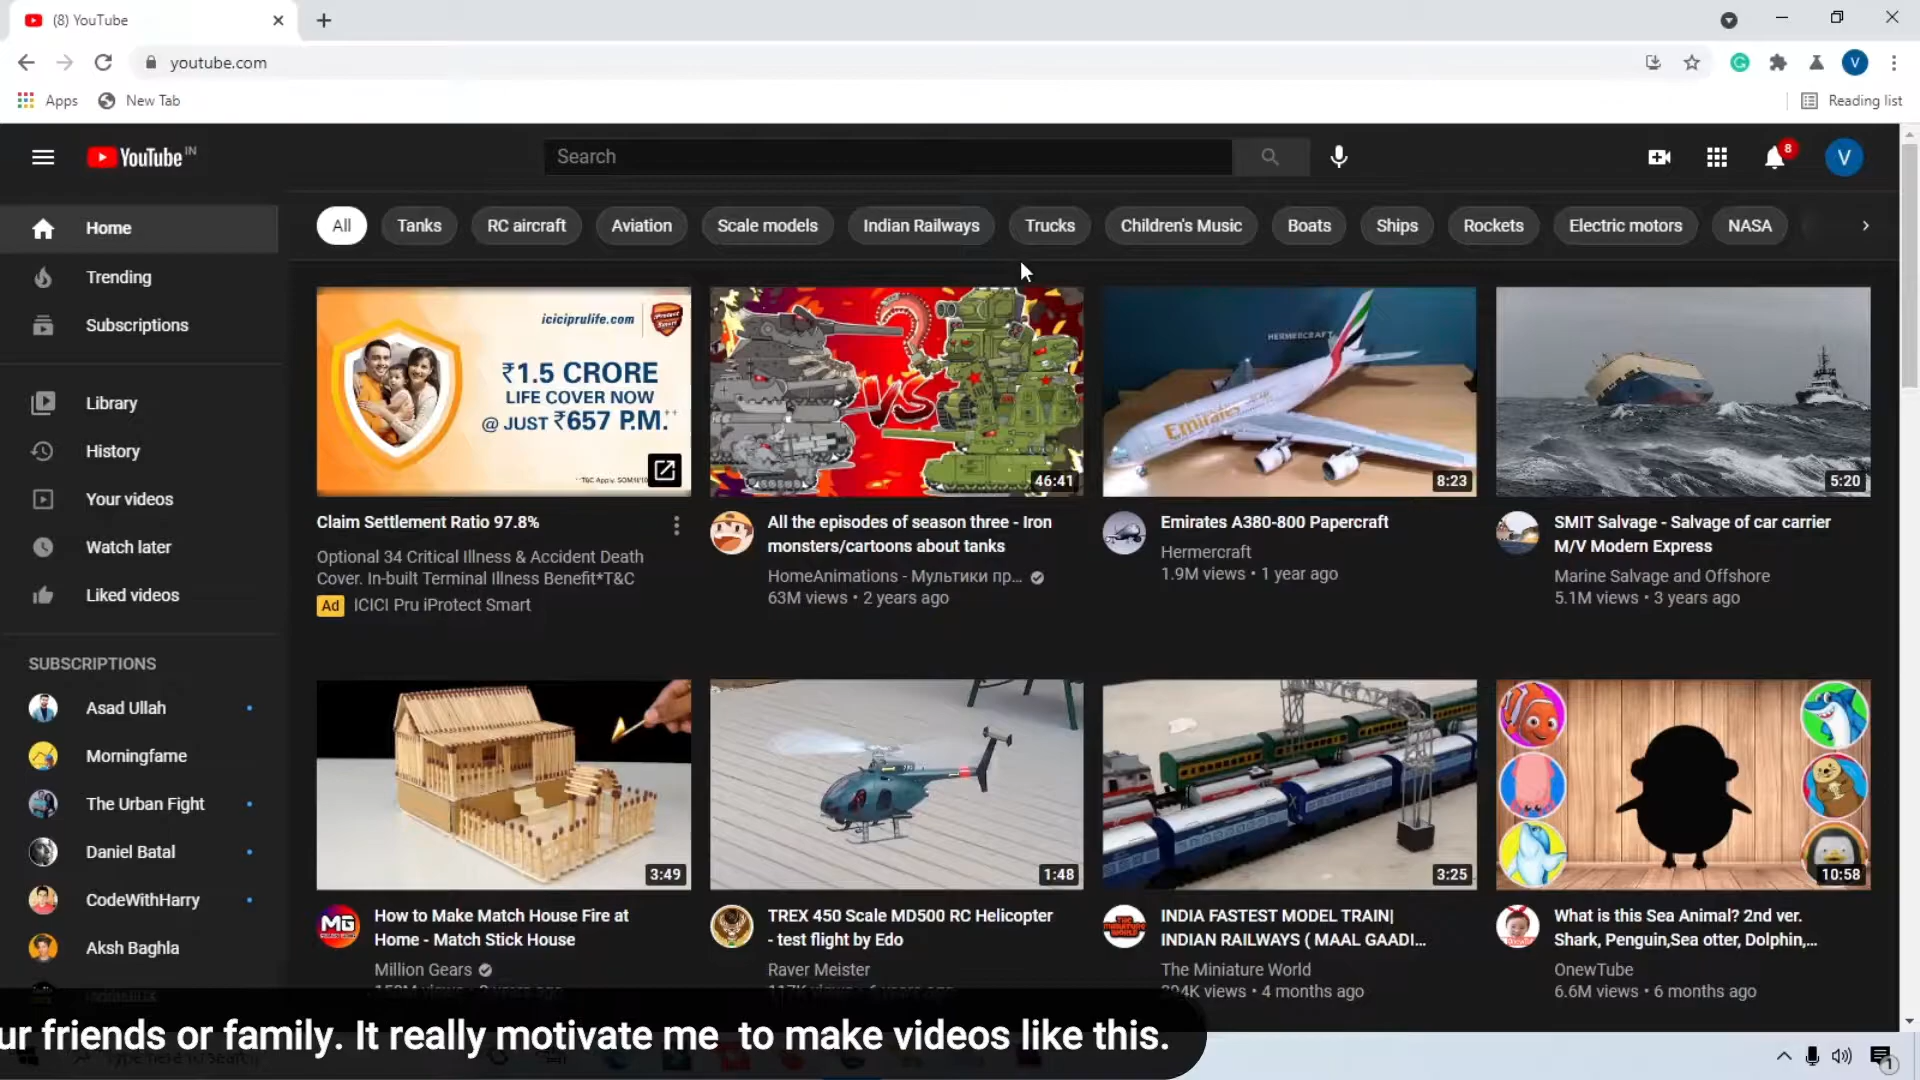 (8) YouTube
youtube.com
Apps
New Tab
Reading list
YouTube IN
Search
8
V
V
All
Tanks
RC aircraft
Aviation
Scale models
Indian Railways
Trucks
Children's Music
Boats
Ships
Rockets
Electric motors
NASA
Home
Trending
Subscriptions
Library
History
Your videos
Watch later
Liked videos
SUBSCRIPTIONS
Asad Ullah
Morningfame
The Urban Fight
Daniel Batal
CodeWithHarry
Aksh Baghla
iciciprulife.com
₹1.5 CRORE
LIFE COVER NOW
@ JUST ₹657 P.M.++
Claim Settlement Ratio 97.8%
Optional 34 Critical Illness & Accident Death
Cover. In-built Terminal Illness Benefit*T&C
Ad ICICI Pru iProtect Smart
VS
46:41
All the episodes of season three - Iron
monsters/cartoons about tanks
HomeAnimations - Мультики пр...
63M views • 2 years ago
HERMERCRAFT
Emirates
8:23
Emirates A380-800 Papercraft
Hermercraft
1.9M views • 1 year ago
5:20
SMIT Salvage - Salvage of car carrier
M/V Modern Express
Marine Salvage and Offshore
5.1M views • 3 years ago
3:49
MG
How to Make Match House Fire at
Home - Match Stick House
Million Gears
1:48
TREX 450 Scale MD500 RC Helicopter
- test flight by Edo
Raver Meister
3:25
INDIA FASTEST MODEL TRAIN|
INDIAN RAILWAYS ( MAAL GAADI...
The Miniature World
views • 4 months ago
10:58
What is this Sea Animal? 2nd ver.
Shark, Penguin,Sea otter, Dolphin,...
OnewTube
6.6M views • 6 months ago
ur friends or family. It really motivate me to make videos like this.
1